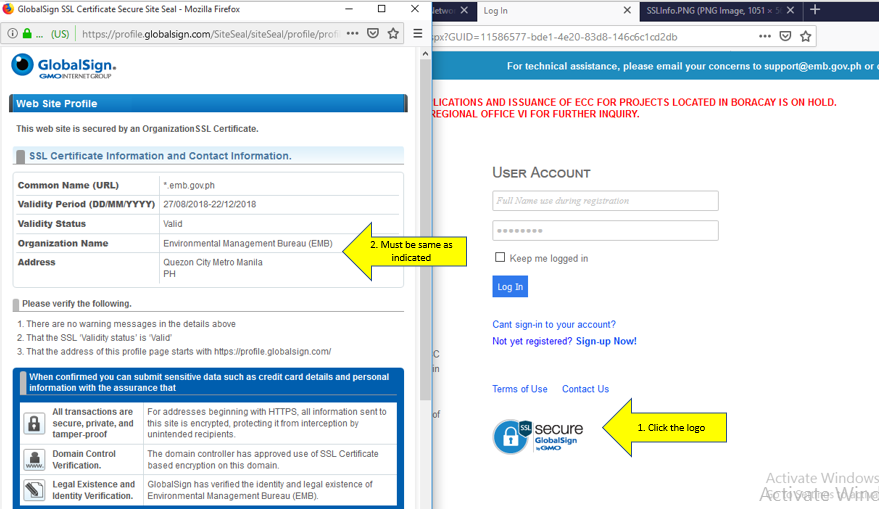 GlobalSign SSL Certificate Secure Site Seal - Mozilla Firefox
... (US) https://profile.globalsign.com/SiteSeal/siteSeal/profile/prof
GlobalSign.
GMO INTERNET GROUP
Web Site Profile
This web site is secured by an OrganizationSSL Certificate.
SSL Certificate Information and Contact Information.
Common Name (URL) *.emb.gov.ph
Validity Period (DD/MM/YYYY) 27/08/2018-22/12/2018
Validity Status Valid
Organization Name Environmental Management Bureau (EMB)
Address Quezon City Metro Manila
PH
Please verify the following.
1. There are no warning messages in the details above
2. That the SSL 'Validity status' is 'Valid'
3. That the address of this profile page starts with https://profile.globalsign.com/
When confirmed you can submit sensitive data such as credit card details and personal
information with the assurance that
All transactions are
secure, private, and
tamper-proof
For addresses beginning with HTTPS, all information sent to
this site is encrypted, protecting it from interception by
unintended recipients.
www.
Domain Control
Verification.
The domain controller has approved use of SSL Certificate
based encryption on this domain.
Legal Existence and
Identity Verification.
GlobalSign has verified the identity and legal existence of
Environmental Management Bureau (EMB).
2. Must be same as
indicated
etwork
Log In
SSLInfo.PNG (PNG Image, 1051 ×
spx?GUID=11586577-bde1-4e20-83d8-146c6c1cd2db
For technical assistance, please email your concerns to support@emb.gov.ph or
LICATIONS AND ISSUANCE OF ECC FOR PROJECTS LOCATED IN BORACAY IS ON HOLD.
REGIONAL OFFICE VI FOR FURTHER INQUIRY.
USER ACCOUNT
Full Name use during registration
Keep me logged in
Log In
Cant sign-in to your account?
Not yet registered? Sign-up Now!
C
in
Terms of Use Contact Us
of
SSL
secure
GlobalSign
by GMO
1. Click the logo
Activate Windows
Activate Wind